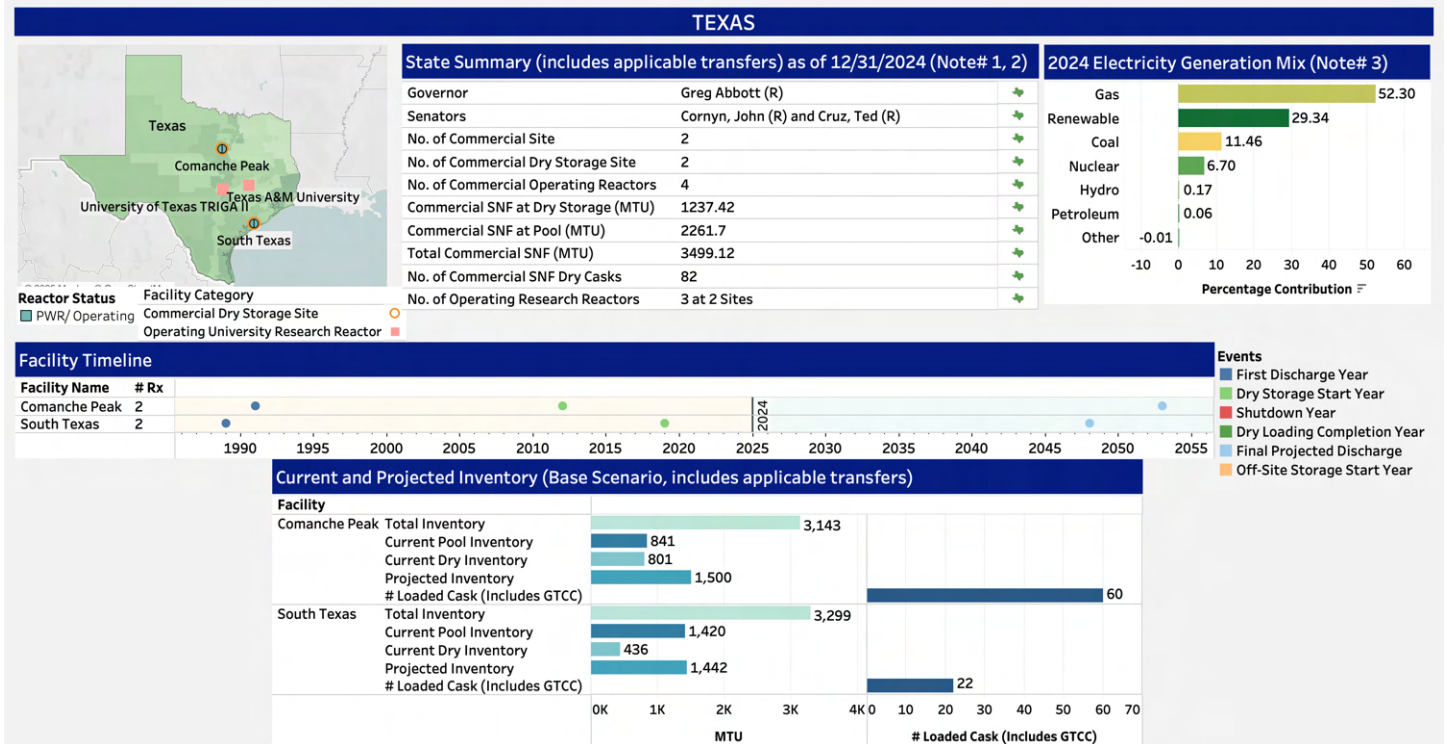 TEXAS
Texas
Comanche Peak
Texas A&M University
University of Texas TRIGA II
South Texas
Reactor Status
PWR/ Operating
Facility Category
Commercial Dry Storage Site
Operating University Research Reactor
State Summary (includes applicable transfers) as of 12/31/2024 (Note# 1, 2)
Governor Greg Abbott (R)
Senators Cornyn, John (R) and Cruz, Ted (R)
No. of Commercial Site 2
No. of Commercial Dry Storage Site 2
No. of Commercial Operating Reactors 4
Commercial SNF at Dry Storage (MTU) 1237.42
Commercial SNF at Pool (MTU) 2261.7
Total Commercial SNF (MTU) 3499.12
No. of Commercial SNF Dry Casks 82
No. of Operating Research Reactors 3 at 2 Sites
2024 Electricity Generation Mix (Note# 3)
Gas 52.30
Renewable 29.34
Coal 11.46
Nuclear 6.70
Hydro 0.17
Petroleum 0.06
Other -0.01
-10 0 10 20 30 40 50 60
Percentage Contribution
Facility Timeline
Facility Name # Rx
Comanche Peak 2
South Texas 2
2024
1990 1995 2000 2005 2010 2015 2020 2025 2030 2035 2040 2045 2050 2055
Events
First Discharge Year
Dry Storage Start Year
Shutdown Year
Dry Loading Completion Year
Final Projected Discharge
Off-Site Storage Start Year
Current and Projected Inventory (Base Scenario, includes applicable transfers)
Facility
Comanche Peak Total Inventory 3,143
Current Pool Inventory 841
Current Dry Inventory 801
Projected Inventory 1,500
# Loaded Cask (Includes GTCC) 60
South Texas Total Inventory 3,299
Current Pool Inventory 1,420
Current Dry Inventory 436
Projected Inventory 1,442
# Loaded Cask (Includes GTCC) 22
0K 1K 2K 3K 4K 0 10 20 30 40 50 60 70
MTU # Loaded Cask (Includes GTCC)